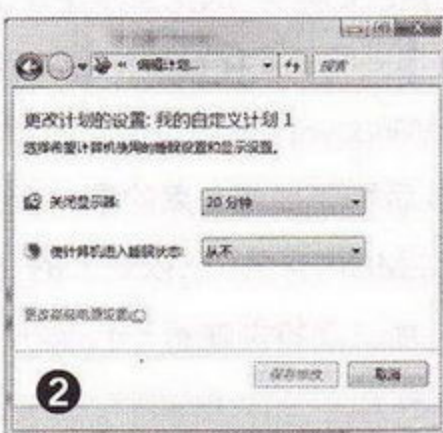 « 编辑计划...
搜索
更改计划的设置: 我的自定义计划 1
选择希望计算机使用的睡眠设置和显示设置。
关闭显示器: 20 分钟
使计算机进入睡眠状态: 从不
更改高级电源设置(C)
保存修改 取消
2